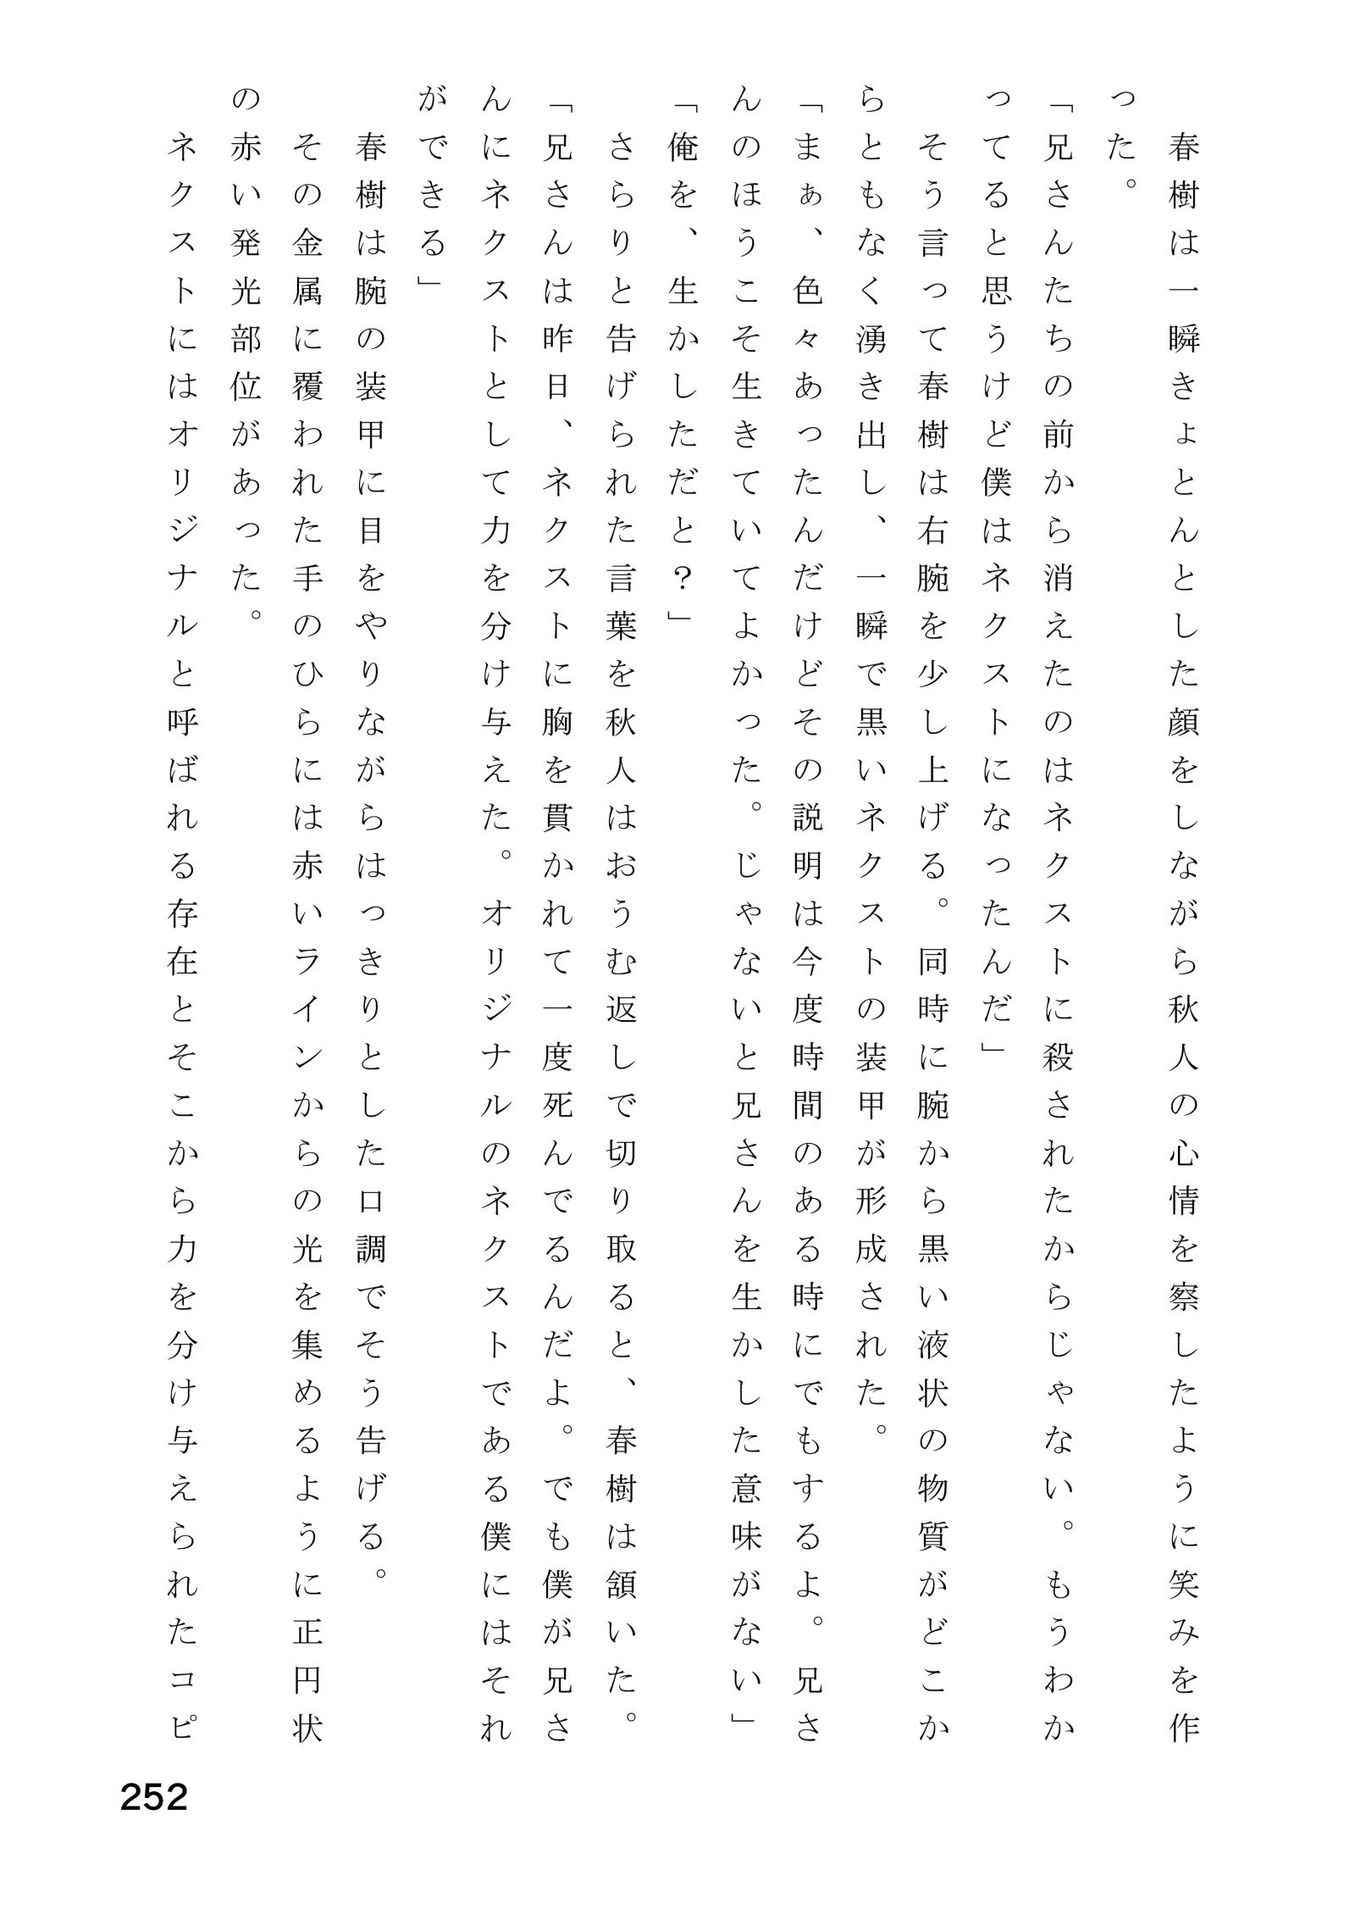 春樹は一瞬きょとんとした顔をしながら秋人の心情を察したように笑みを作
った。
「兄さんたちの前から消えたのはネクストに殺されたからじゃない。もうわか
ってると思うけど僕はネクストになったんだ」
　そう言って春樹は右腕を少し上げる。同時に腕から黒い液状の物質がどこか
らともなく湧き出し、一瞬で黒いネクストの装甲が形成された。
「まぁ、色々あったんだけどその説明は今度時間のある時にでもするよ。兄さ
んのほうこそ生きていてよかった。じゃないと兄さんを生かした意味がない」
「俺を、生かしただと？」
　さらりと告げられた言葉を秋人はおうむ返しで切り取ると、春樹は頷いた。
「兄さんは昨日、ネクストに胸を貫かれて一度死んでるんだよ。でも僕が兄さ
んにネクストとして力を分け与えた。オリジナルのネクストである僕にはそれ
ができる」
　春樹は腕の装甲に目をやりながらはっきりとした口調でそう告げる。
　その金属に覆われた手のひらには赤いラインからの光を集めるように正円状
の赤い発光部位があった。
　ネクストにはオリジナルと呼ばれる存在とそこから力を分け与えられたコピ
252